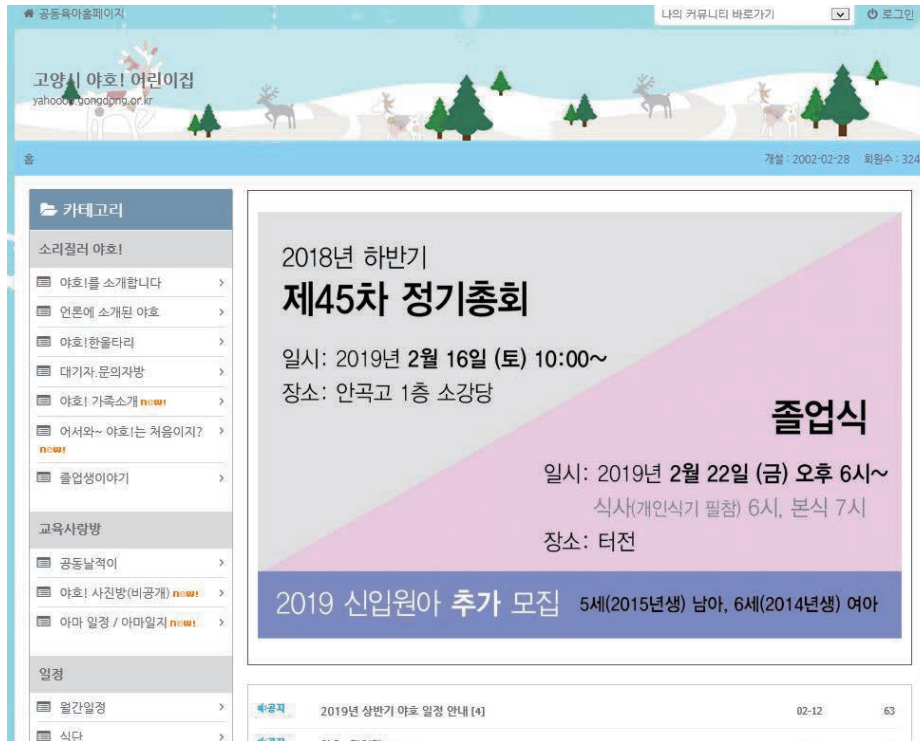 공동육아홈페이지
나의 커뮤니티 바로가기
로그인
고양시 야호! 어린이집
홈
개설 : 2002-02-28 회원수 : 324
카테고리
소리질러 야호!
야호!를 소개합니다
언론에 소개된 야호
야호!한울타리
대기자.문의자방
야호! 가족소개 new!
어서와~ 야호!는 처음이지?
new!
졸업생이야기
교육사랑방
공동날적이
야호! 사진방(비공개) new!
아마 일정 / 아마일지 new!
일정
월간일정
식단
2018년 하반기
제45차 정기총회
일시: 2019년 2월 16일 (토) 10:00~
장소: 안곡고 1층 소강당
졸업식
일시: 2019년 2월 22일 (금) 오후 6시~
식사(개인식기 필참) 6시, 본식 7시
장소: 터전
2019 신입원아 추가 모집 5세(2015년생) 남아, 6세(2014년생) 여아
공지 2019년 상반기 야호 일정 안내 [4] 02-12 63